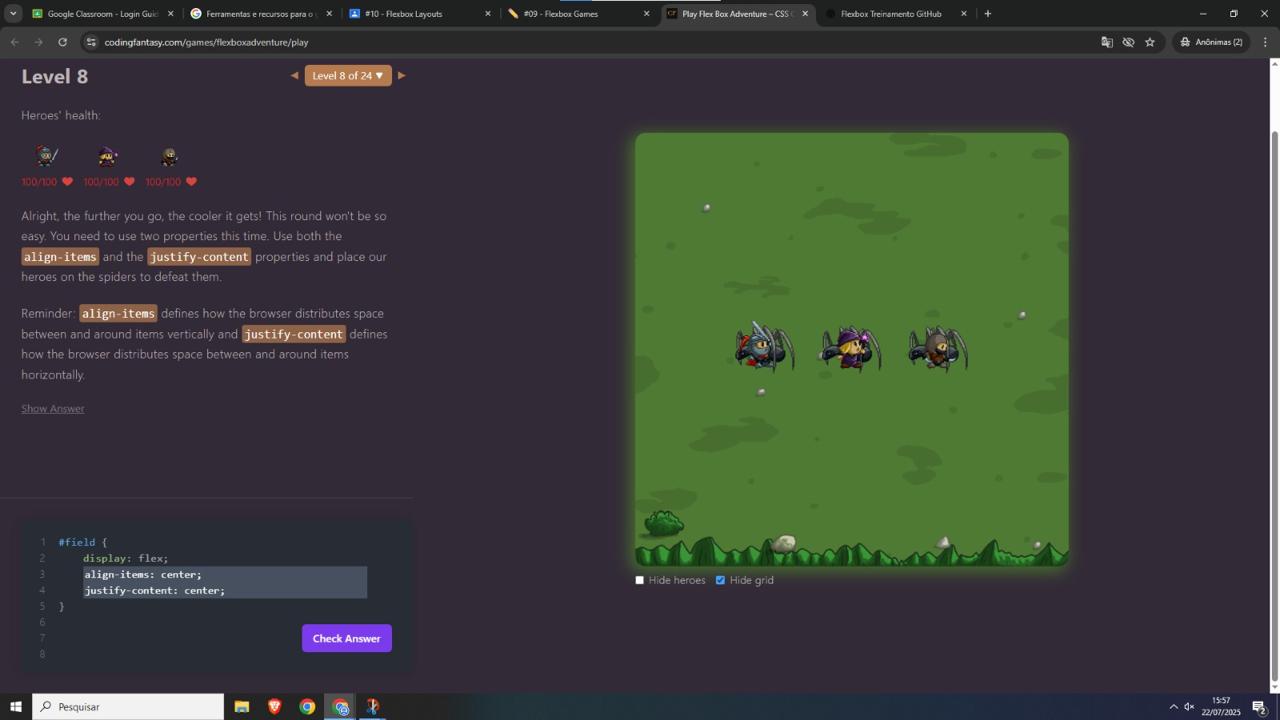 Google Classroom - Login Guid
Ferramentas e recursos para o g
#10 - Flexbox Layouts
#09 - Flexbox Games
Play Flex Box Adventure – CSS G
Flexbox Treinamento GitHub
codingfantasy.com/games/flexboxadventure/play
Anônimas (2)
Level 8
Level 8 of 24 ▼
Heroes' health:
100/100
100/100
100/100
Alright, the further you go, the cooler it gets! This round won't be so
easy. You need to use two properties this time. Use both the
align-items and the justify-content properties and place our
heroes on the spiders to defeat them.
Reminder: align-items defines how the browser distributes space
between and around items vertically and justify-content defines
how the browser distributes space between and around items
horizontally.
Show Answer
1 #field {
2 display: flex;
3 align-items: center;
4 justify-content: center;
5 }
6
7
8
Check Answer
Hide heroes
Hide grid
Pesquisar
15:57
22/07/2025
2